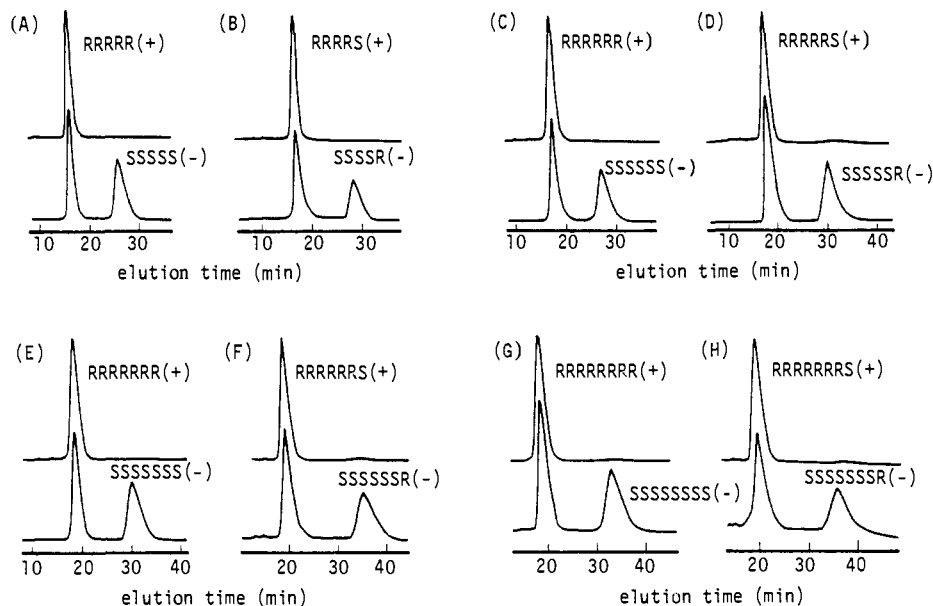 (A) RRRRR(+)
SSSSS(-)
10 20 30
(B) RRRRS(+)
SSSSR(-)
10 20 30
elution time (min)
(C) RRRRRR(+)
SSSSSS(-)
10 20 30
(D) RRRRRS(+)
SSSSSR(-)
10 20 30 40
elution time (min)
(E) RRRRRRR(+)
SSSSSSS(-)
10 20 30 40
(F) RRRRRRS(+)
SSSSSSR(-)
20 30 40
elution time (min)
(G) RRRRRRRR(+)
SSSSSSSS(-)
20 30 40
(H) RRRRRRRS(+)
SSSSSSSR(-)
20 30 40
elution time (min)